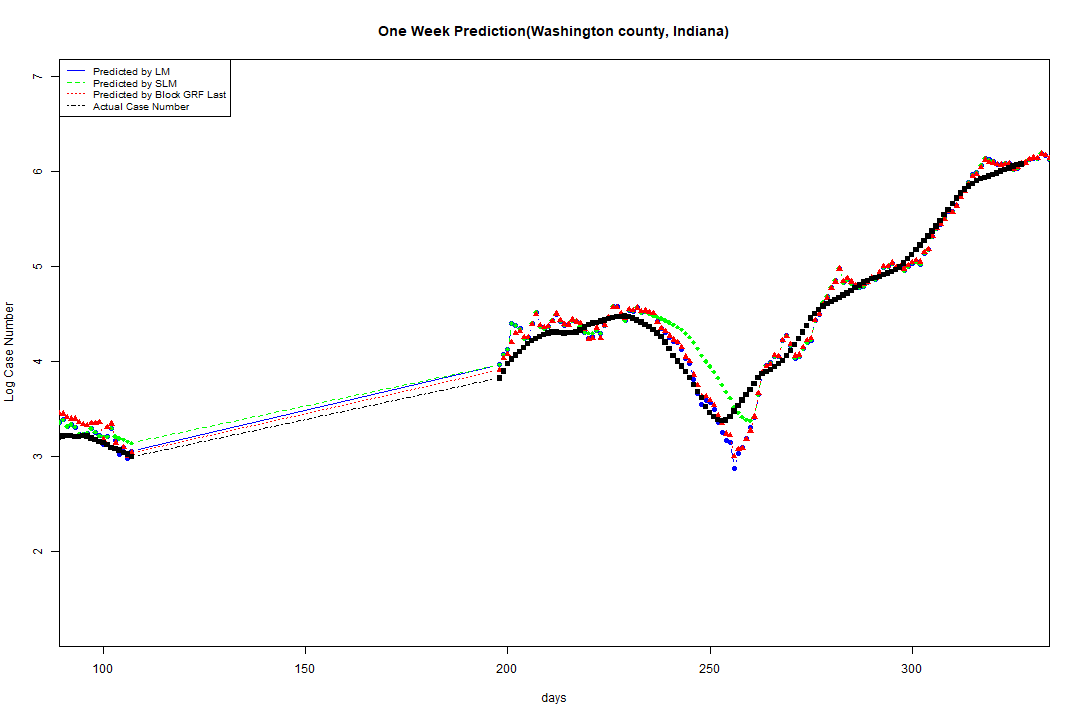 One Week Prediction(Washington county, Indiana)
Predicted by LM
Predicted by SLM
Predicted by Block GRF Last
Actual Case Number
7
6
5
4
3
2
Log Case Number
100
150
200
250
300
days